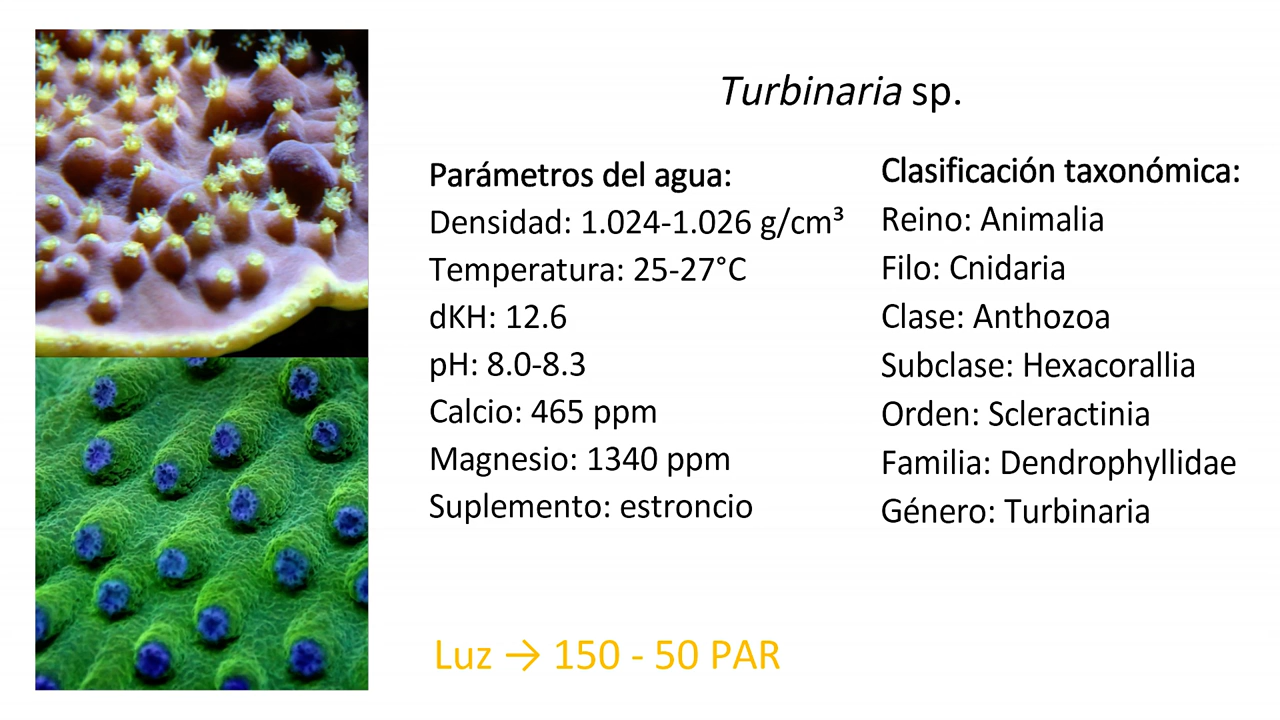 Turbinaria sp.
Parámetros del agua:
Densidad: 1.024-1.026 g/cm³
Temperatura: 25-27°C
dKH: 12.6
pH: 8.0-8.3
Calcio: 465 ppm
Magnesio: 1340 ppm
Suplemento: estroncio
Clasificación taxonómica:
Reino: Animalia
Filo: Cnidaria
Clase: Anthozoa
Subclase: Hexacorallia
Orden: Scleractinia
Familia: Dendrophyllidae
Género: Turbinaria
Luz → 150 - 50 PAR